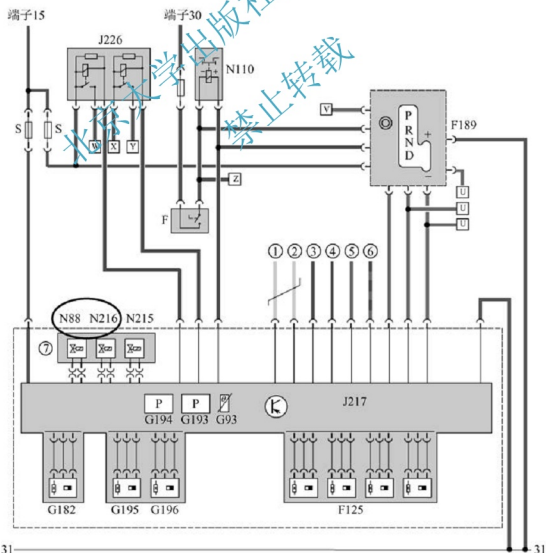 端子15
端子30
J226
N110
北京大学出版社
禁止转载
V
P
R
N
D
+
−
F189
S
S
W
X
Y
Z
U
U
U
F
① ② ③ ④ ⑤ ⑥
N88 N216 N215
⑦
P
P
J217
G194 G193 G93
G182
G195 G196
F125
31
31